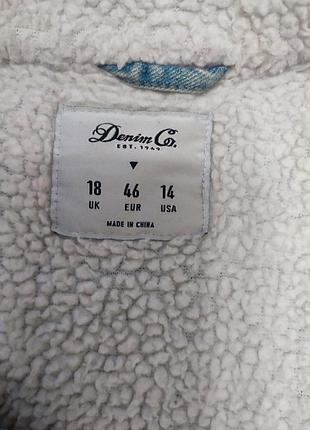 Denim Co.
EST. 1969
18 46 14
UK EUR USA
MADE IN CHINA